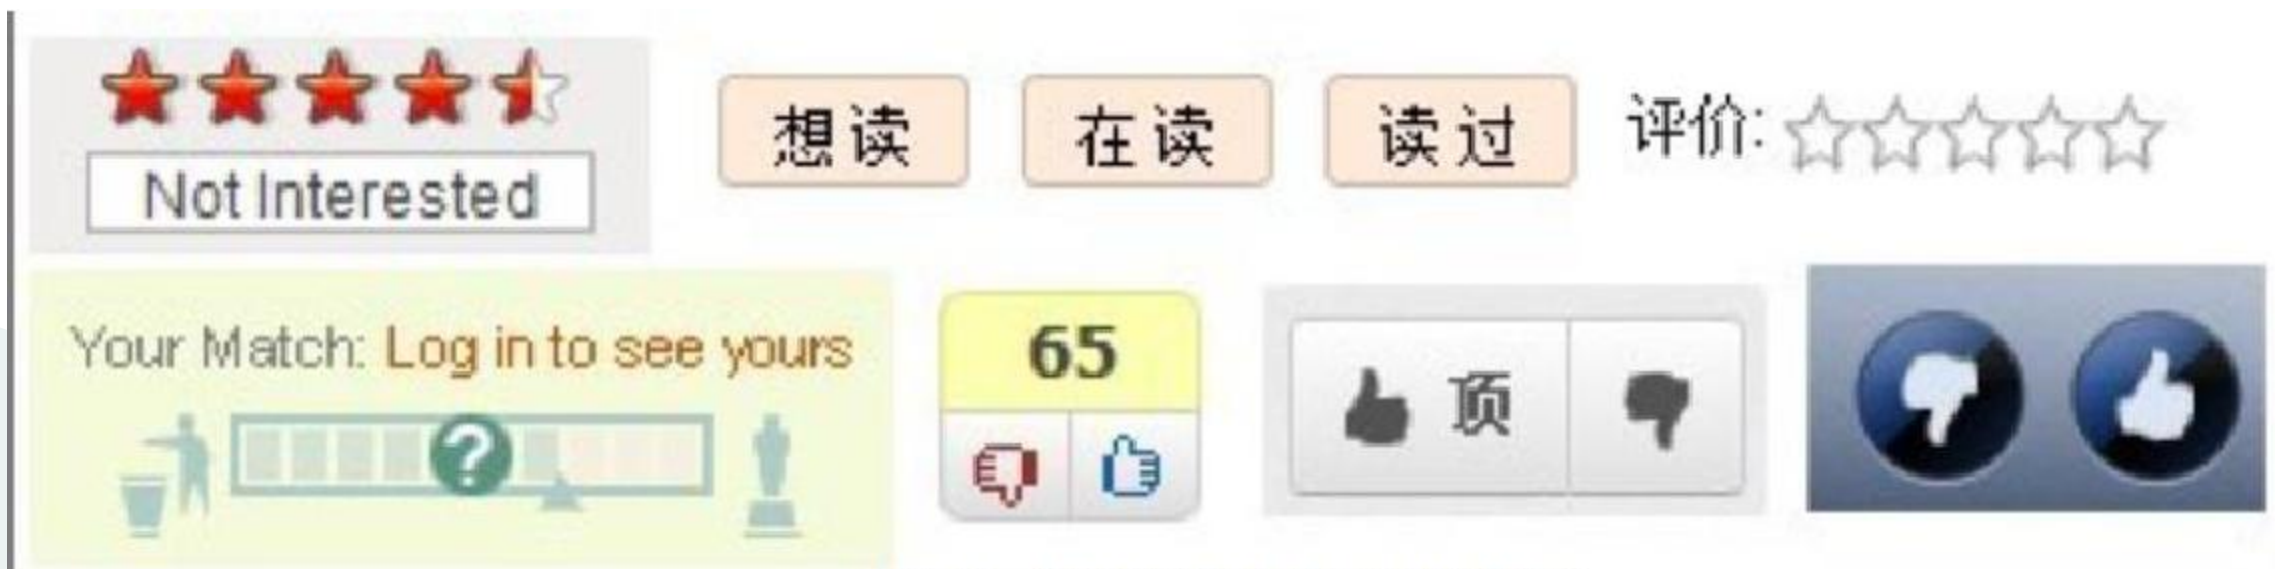 Not Interested
想读 在读 读过 评价:
Your Match: Log in to see yours
?
65
顶